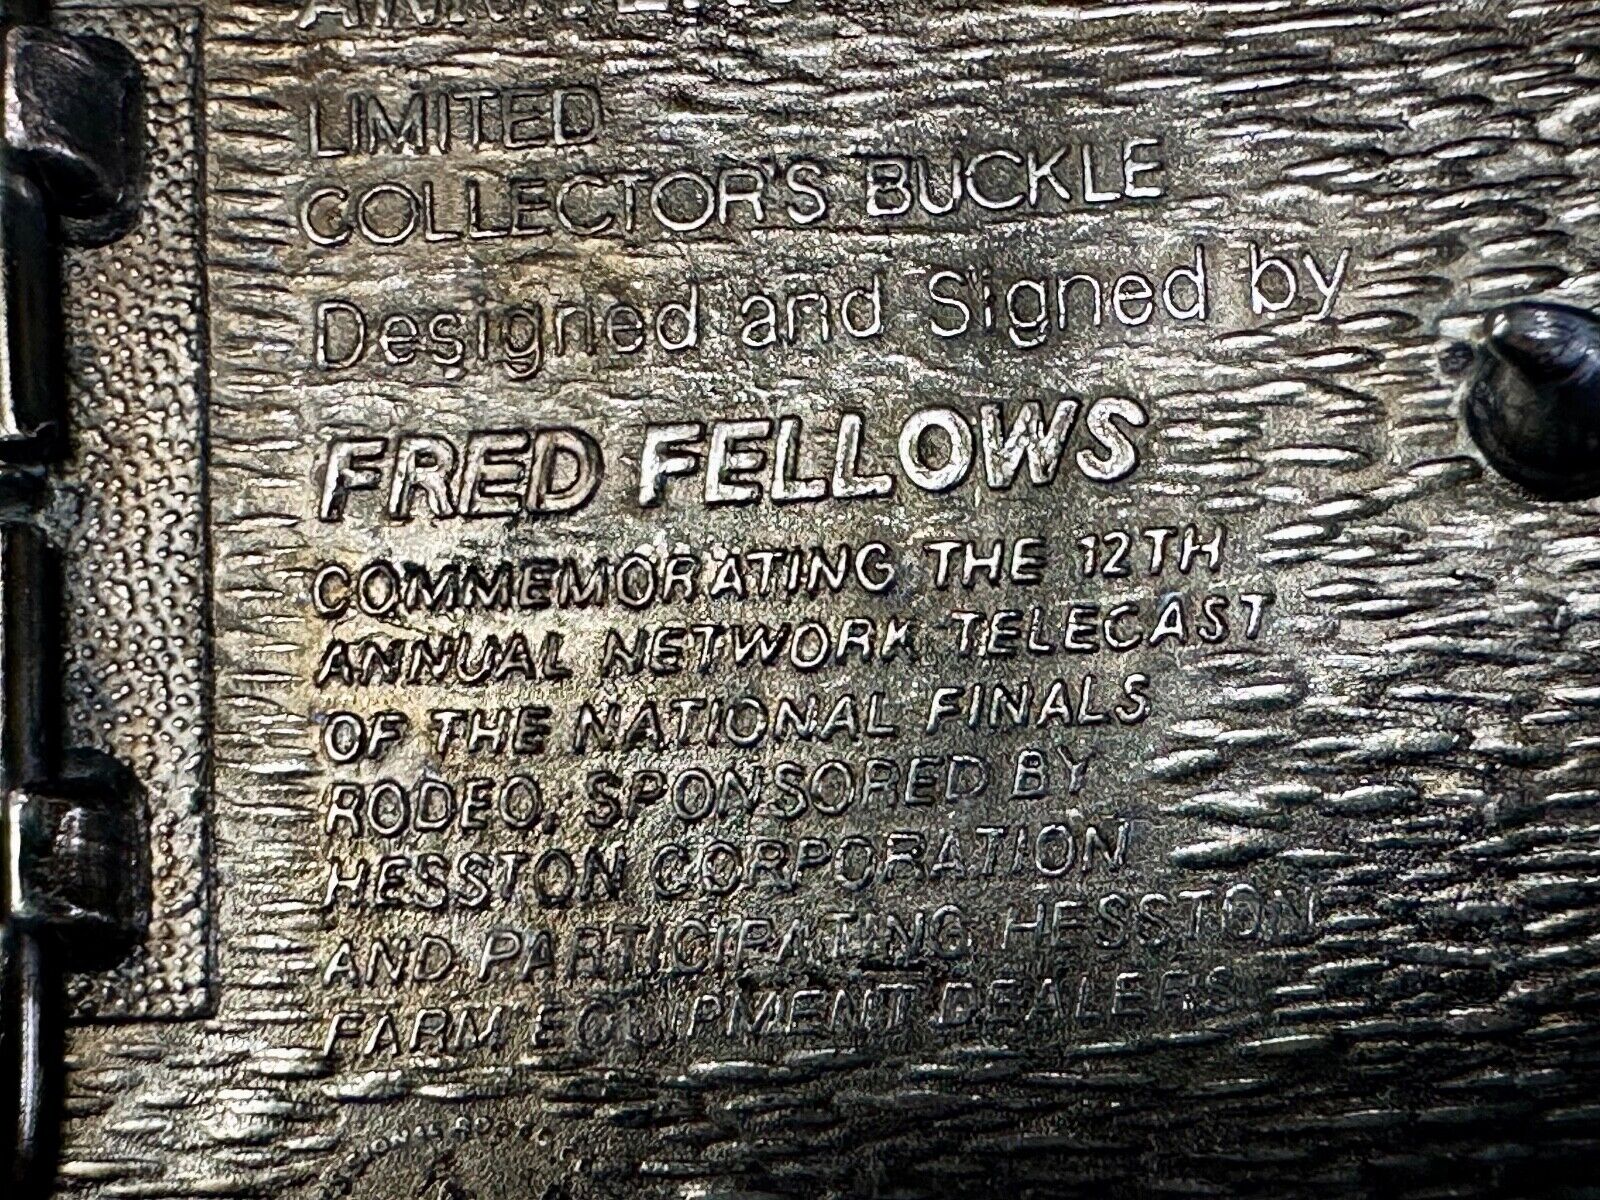 LIMITED
COLLECTOR'S BUCKLE
Designed and Signed by
FRED FELLOWS
COMMEMORATING THE 12TH
ANNUAL NETWORK TELECAST
OF THE NATIONAL FINALS
RODEO, SPONSORED BY
HESSTON CORPORATION
AND PARTICIPATING HESSTON
FARM EQUIPMENT DEALERS